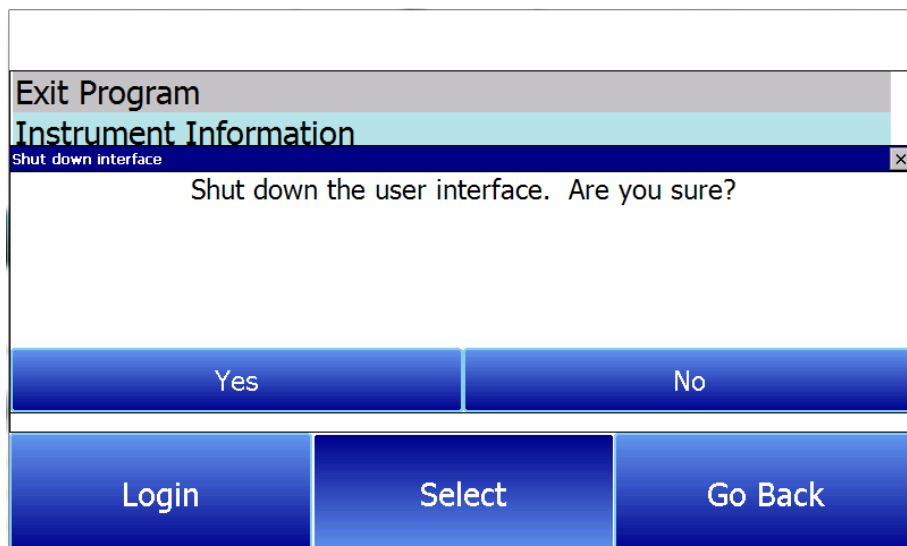 Exit Program
Instrument Information
Shut down interface
Shut down the user interface.  Are you sure?
Yes
No
Login
Select
Go Back